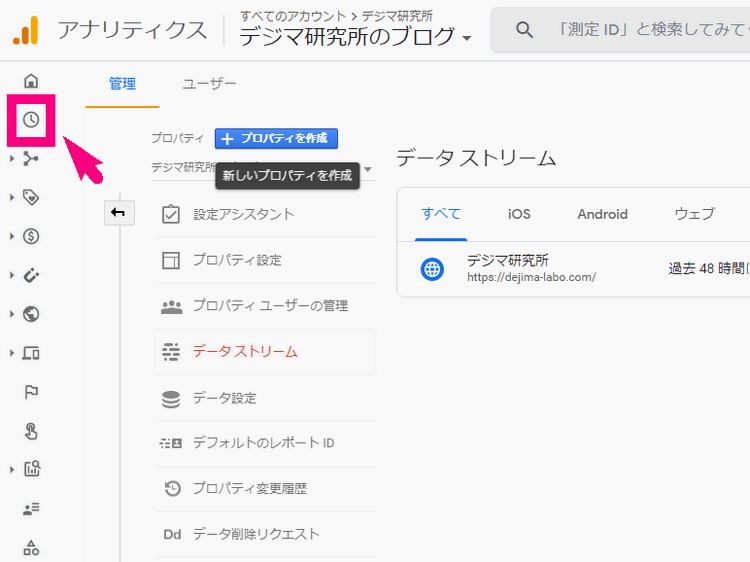 アナリティクス
すべてのアカウント > デジマ研究所
デジマ研究所のブログ
「測定 ID」と検索してみてく
管理
ユーザー
プロパティ
+ プロパティを作成
デジマ研究所
新しいプロパティを作成
設定アシスタント
プロパティ設定
プロパティ ユーザーの管理
データ ストリーム
データ設定
デフォルトのレポート ID
プロパティ変更履歴
Dd データ削除リクエスト
データ ストリーム
すべて
iOS
Android
ウェブ
デジマ研究所
https://dejima-labo.com/
過去 48 時間